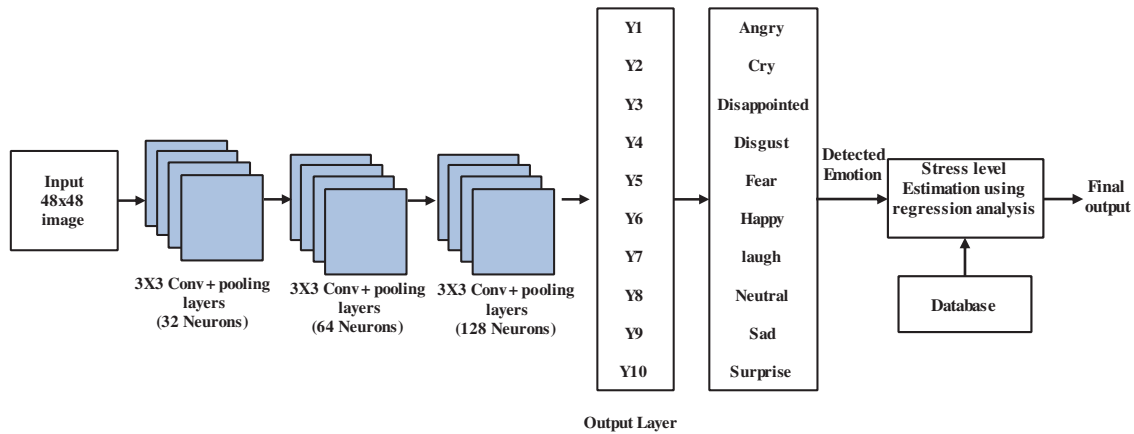 Input
48x48
image
3X3 Conv+ pooling
layers
(32 Neurons)
3X3 Conv+ pooling
layers
(64 Neurons)
3X3 Conv+ pooling
layers
(128 Neurons)
Y1
Y2
Y3
Y4
Y5
Y6
Y7
Y8
Y9
Y10
Output Layer
Angry
Cry
Disappointed
Disgust
Fear
Happy
laugh
Neutral
Sad
Surprise
Detected
Emotion
Stress level
Estimation using
regression analysis
Database
Final
output